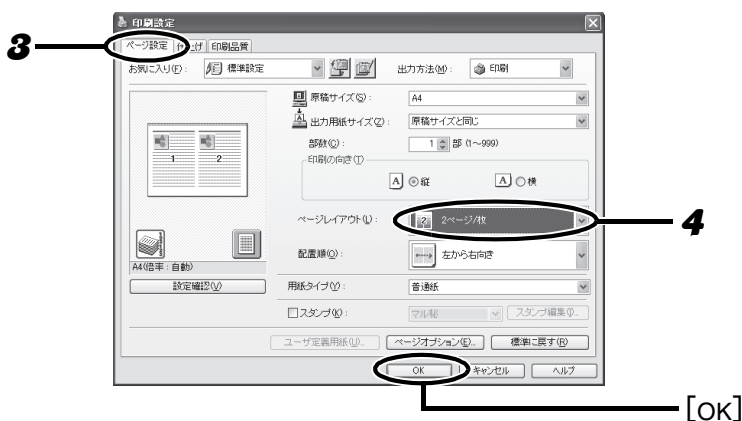 印刷設定
3
ページ設定 仕上げ 印刷品質
お気に入り(F): 標準設定 出力方法(M): 印刷
原稿サイズ(S): A4
出力用紙サイズ(Z): 原稿サイズと同じ
部数(C): 1 部 (1～999)
印刷の向き(T)
A 縦 A 横
1 2
ページレイアウト(L): 2 2ページ/枚
4
配置順(Q): 左から右向き
A4(倍率:自動)
設定確認(V)
用紙タイプ(Y): 普通紙
スタンプ(K): マル秘 スタンプ編集(I)...
ユーザ定義用紙(U)... ページオプション(E)... 標準に戻す(R)
OK キャンセル ヘルプ
[OK]